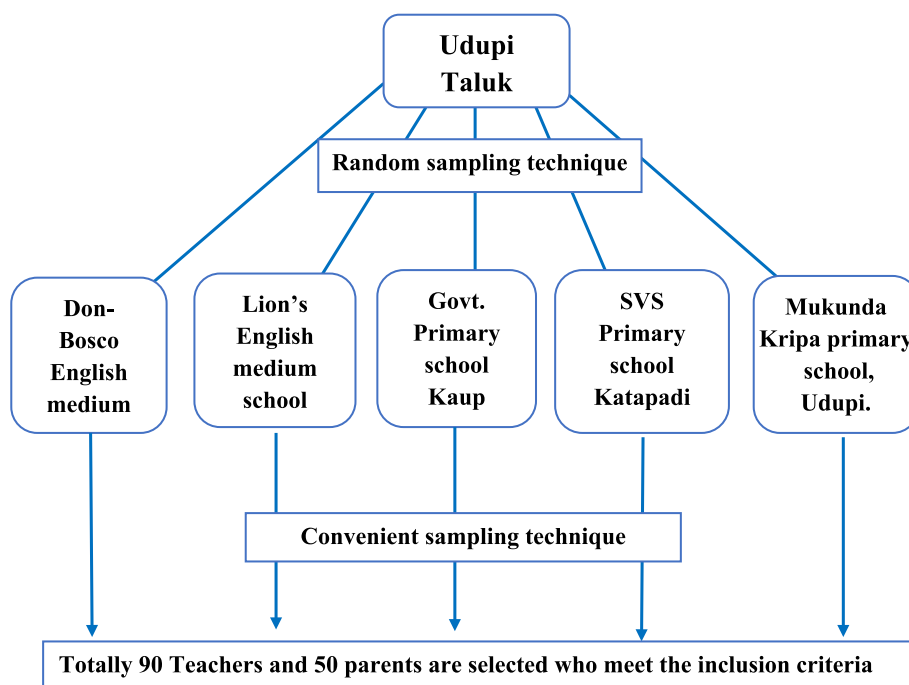 Udupi
Taluk
Random sampling technique
Don-
Bosco
English
medium
Lion’s
English
medium
school
Govt.
Primary
school
Kaup
SVS
Primary
school
Katapadi
Mukunda
Kripa primary
school,
Udupi.
Convenient sampling technique
Totally 90 Teachers and 50 parents are selected who meet the inclusion criteria